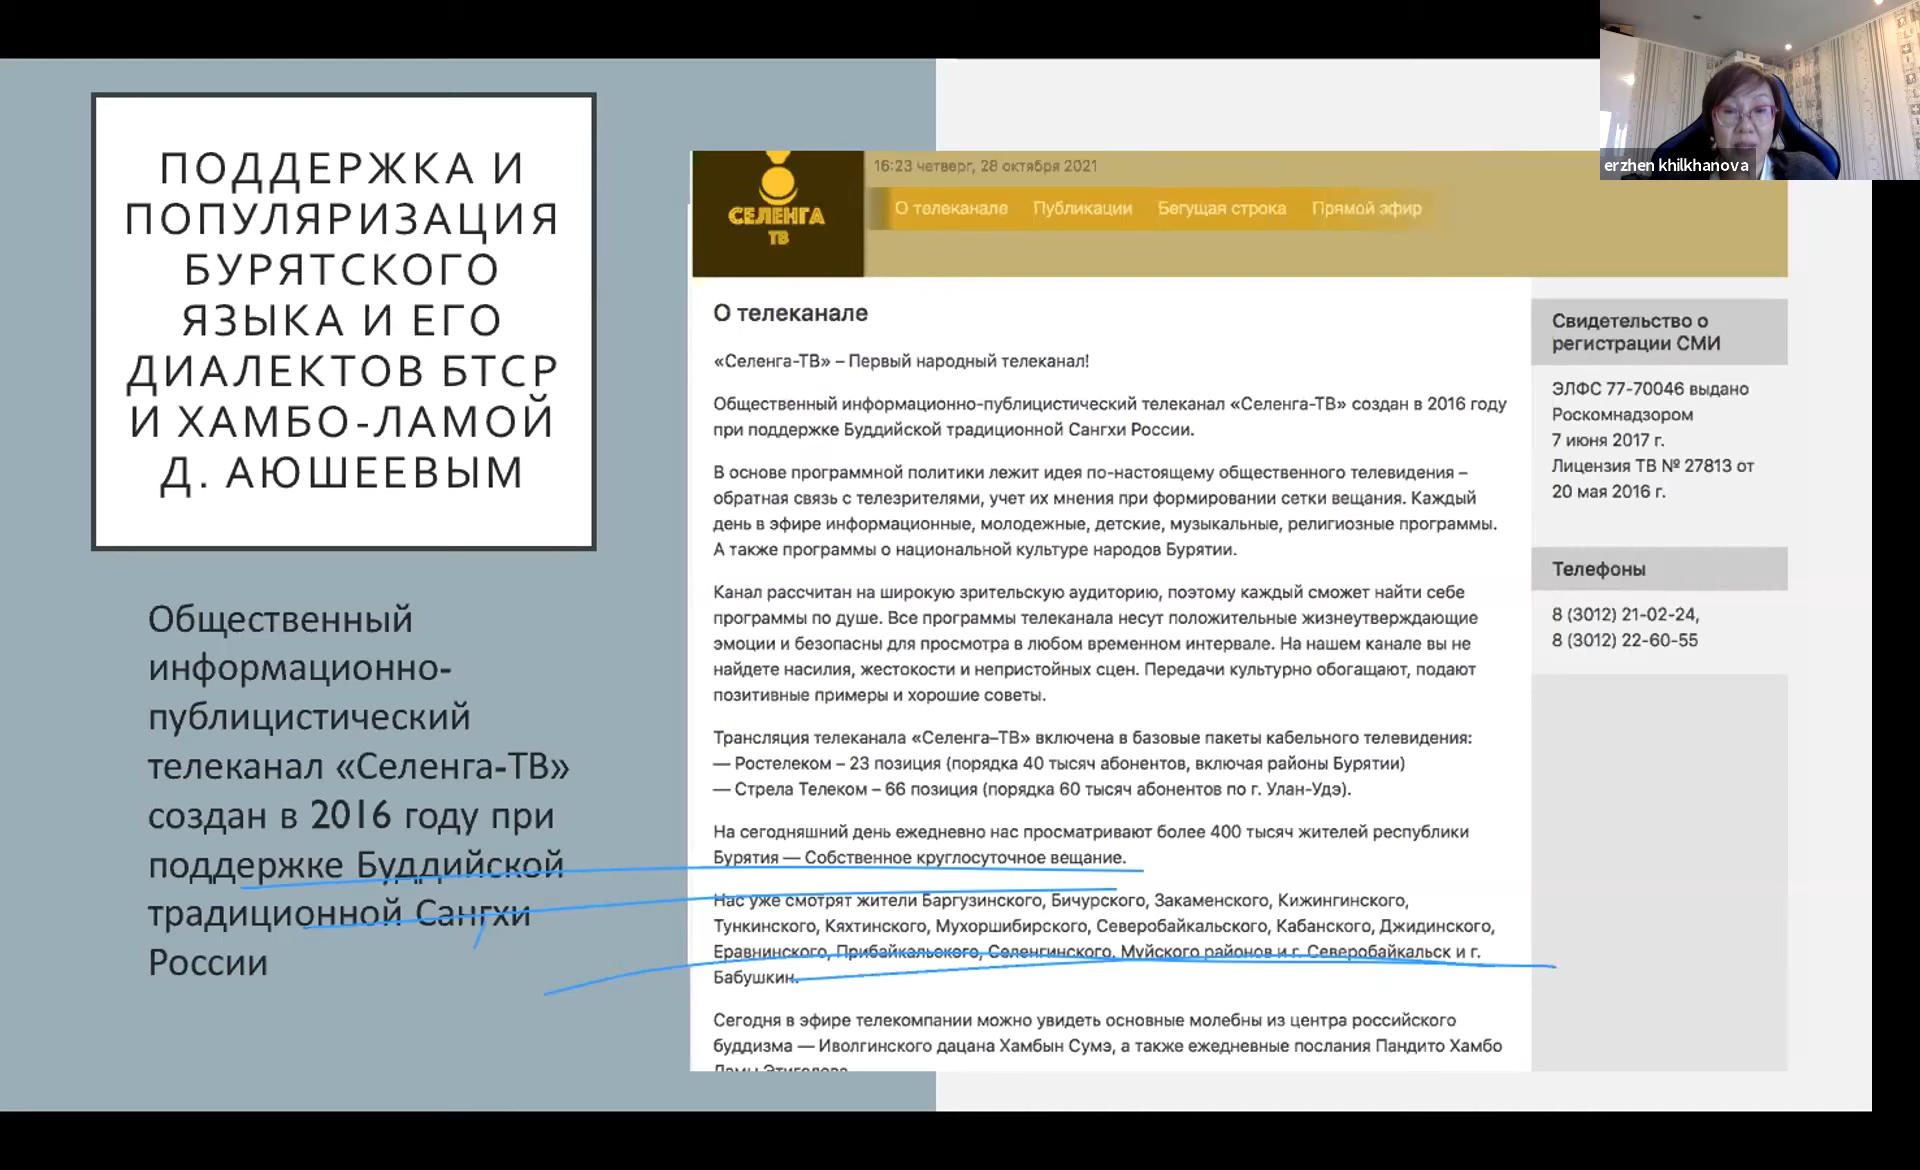 ПОДДЕРЖКА И
ПОПУЛЯРИЗАЦИЯ
БУРЯТСКОГО
ЯЗЫКА И ЕГО
ДИАЛЕКТОВ БТСР
И ХАМБО-ЛАМОЙ
Д. АЮШЕЕВЫМ
Общественный
информационно-
публицистический
телеканал «Селенга-ТВ»
создан в 2016 году при
поддержке Буддийской
традиционной Сангхи
России
СЕЛЕНГА
ТВ
16:23 четверг, 28 октября 2021
О телеканале Публикации Бегущая строка Прямой эфир
О телеканале
«Селенга-ТВ» – Первый народный телеканал!
Общественный информационно-публицистический телеканал «Селенга-ТВ» создан в 2016 году
при поддержке Буддийской традиционной Сангхи России.
В основе программной политики лежит идея по-настоящему общественного телевидения –
обратная связь с телезрителями, учет их мнения при формировании сетки вещания. Каждый
день в эфире информационные, молодежные, детские, музыкальные, религиозные программы.
А также программы о национальной культуре народов Бурятии.
Канал рассчитан на широкую зрительскую аудиторию, поэтому каждый сможет найти себе
программы по душе. Все программы телеканала несут положительные жизнеутверждающие
эмоции и безопасны для просмотра в любом временном интервале. На нашем канале вы не
найдете насилия, жестокости и непристойных сцен. Передачи культурно обогащают, подают
позитивные примеры и хорошие советы.
Трансляция телеканала «Селенга–ТВ» включена в базовые пакеты кабельного телевидения:
— Ростелеком – 23 позиция (порядка 40 тысяч абонентов, включая районы Бурятии)
— Стрела Телеком – 66 позиция (порядка 60 тысяч абонентов по г. Улан-Удэ).
На сегодняшний день ежедневно нас просматривают более 400 тысяч жителей республики
Бурятия — Собственное круглосуточное вещание.
Нас уже смотрят жители Баргузинского, Бичурского, Закаменского, Кижингинского,
Тункинского, Кяхтинского, Мухоршибирского, Северобайкальского, Кабанского, Джидинского,
Еравнинского, Прибайкальского, Селенгинского, Муйского районов и г. Северобайкальск и г.
Бабушкин.
Сегодня в эфире телекомпании можно увидеть основные молебны из центра российского
буддизма — Иволгинского дацана Хамбын Сумэ, а также ежедневные послания Пандито Хамбо
Ламы Этигэлова
Свидетельство о
регистрации СМИ
ЭЛФС 77-70046 выдано
Роскомнадзором
7 июня 2017 г.
Лицензия ТВ № 27813 от
20 мая 2016 г.
Телефоны
8 (3012) 21-02-24,
8 (3012) 22-60-55
erzhen khilkhanova